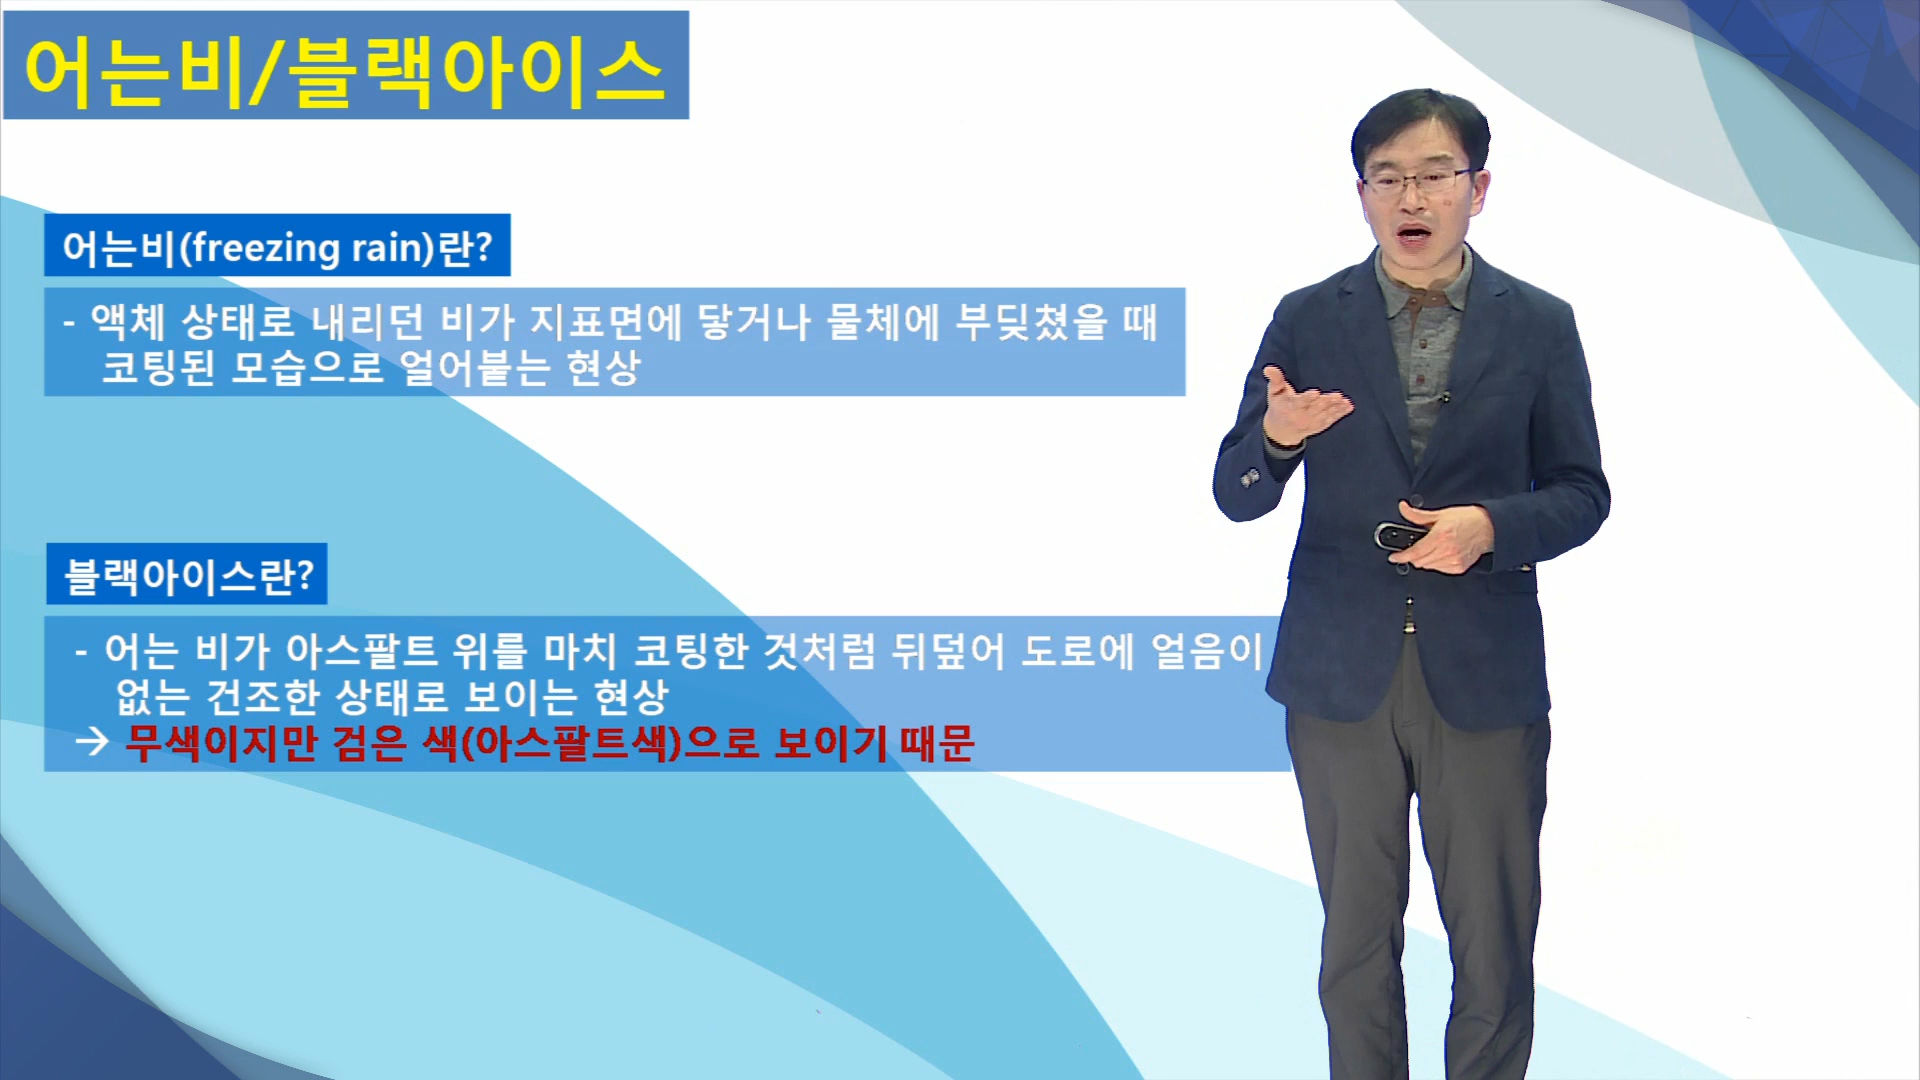 어는비/블랙아이스
어는비(freezing rain)란?
- 액체 상태로 내리던 비가 지표면에 닿거나 물체에 부딪쳤을 때
코팅된 모습으로 얼어붙는 현상
블랙아이스란?
- 어는 비가 아스팔트 위를 마치 코팅한 것처럼 뒤덮어 도로에 얼음이
없는 건조한 상태로 보이는 현상
→ 무색이지만 검은 색(아스팔트색)으로 보이기 때문